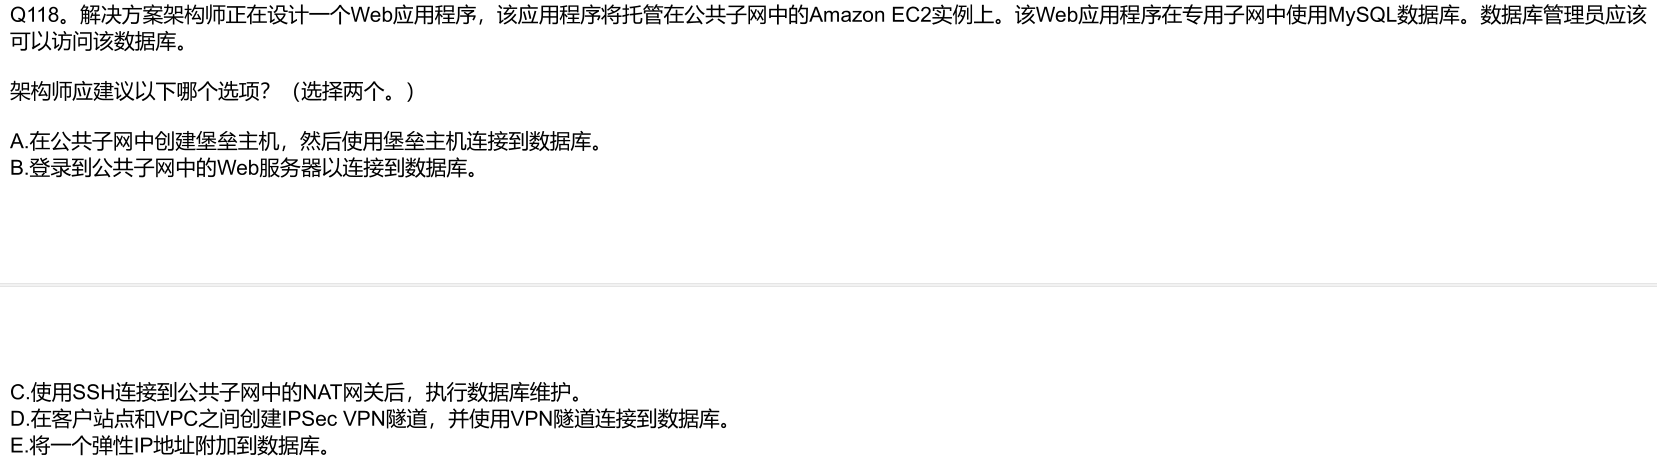 Q118。解决方案架构师正在设计一个Web应用程序，该应用程序将托管在公共子网中的Amazon EC2实例上。该Web应用程序在专用子网中使用MySQL数据库。数据库管理员应该
可以访问该数据库。
架构师应建议以下哪个选项？（选择两个。）
A.在公共子网中创建堡垒主机，然后使用堡垒主机连接到数据库。
B.登录到公共子网中的Web服务器以连接到数据库。
C.使用SSH连接到公共子网中的NAT网关后，执行数据库维护。
D.在客户站点和VPC之间创建IPSec VPN隧道，并使用VPN隧道连接到数据库。
E.将一个弹性IP地址附加到数据库。